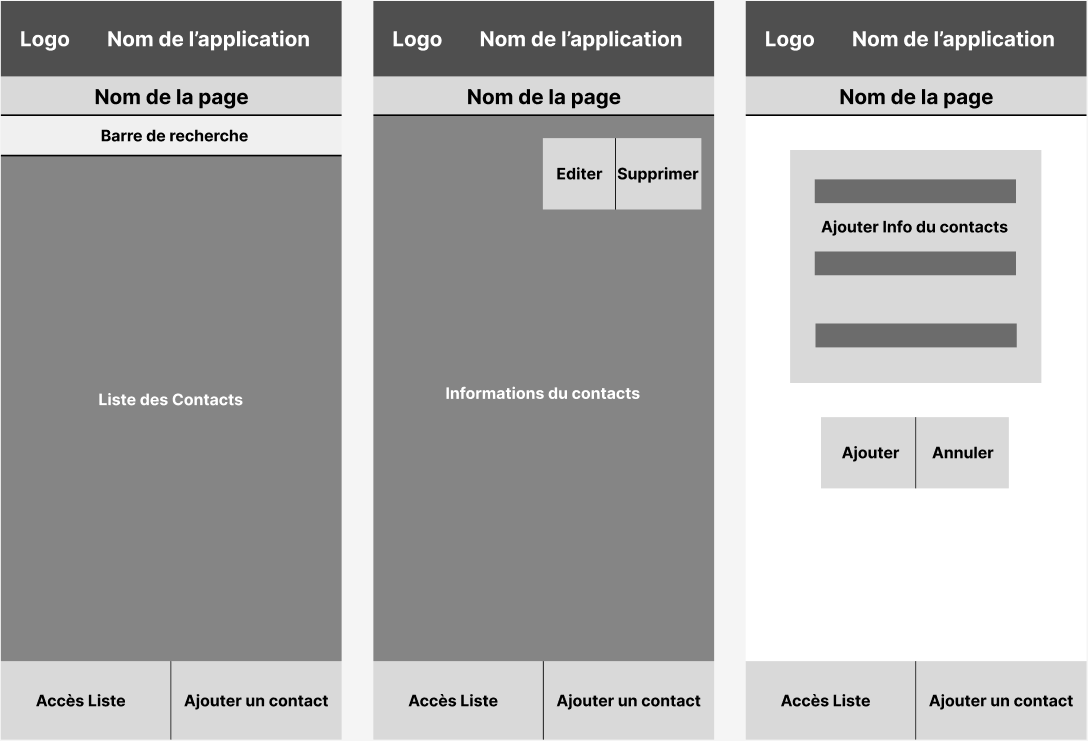 Logo Nom de l’application
Nom de la page
Barre de recherche
Liste des Contacts
Accès Liste
Ajouter un contact
Logo Nom de l’application
Nom de la page
Editer
Supprimer
Informations du contacts
Accès Liste
Ajouter un contact
Logo Nom de l’application
Nom de la page
Ajouter Info du contacts
Ajouter
Annuler
Accès Liste
Ajouter un contact